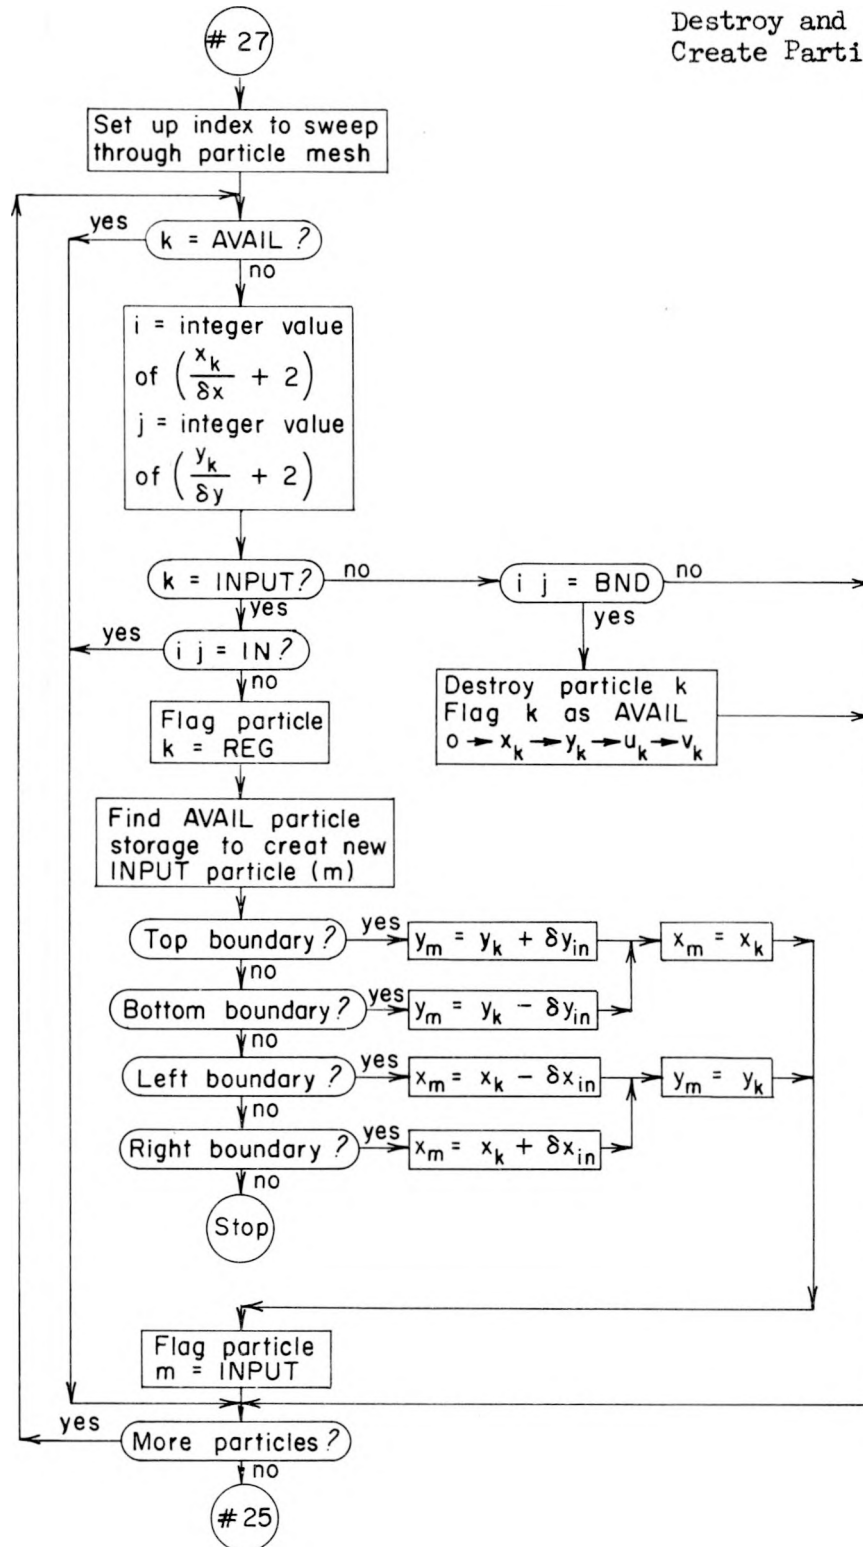 Destroy and
Create Parti
# 27
Set up index to sweep
through particle mesh
yes
k = AVAIL ?
no
i = integer value
of ( x_k / δx + 2 )
j = integer value
of ( y_k / δy + 2 )
k = INPUT?
no
i j = BND
no
yes
yes
yes
i j = IN ?
no
Destroy particle k
Flag k as AVAIL
o → x_k → y_k → u_k → v_k
Flag particle
k = REG
Find AVAIL particle
storage to creat new
INPUT particle (m)
Top boundary ?
yes
y_m = y_k + δy_in
x_m = x_k
no
Bottom boundary ?
yes
y_m = y_k - δy_in
no
Left boundary ?
yes
x_m = x_k - δx_in
y_m = y_k
no
Right boundary ?
yes
x_m = x_k + δx_in
no
Stop
Flag particle
m = INPUT
yes
More particles ?
no
# 25